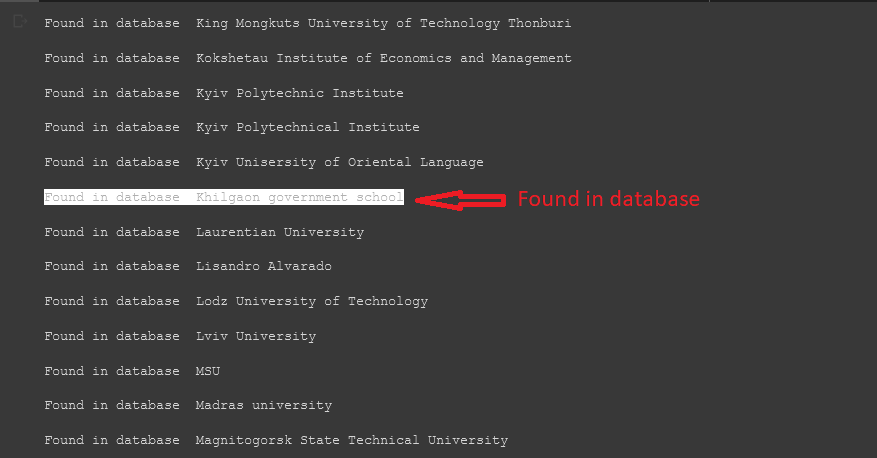 Found in database  King Mongkuts University of Technology Thonburi
Found in database  Kokshetau Institute of Economics and Management
Found in database  Kyiv Polytechnic Institute
Found in database  Kyiv Polytechnical Institute
Found in database  Kyiv Unisersity of Oriental Language
Found in database  Khilgaon government school Found in database
Found in database  Laurentian University
Found in database  Lisandro Alvarado
Found in database  Lodz University of Technology
Found in database  Lviv University
Found in database  MSU
Found in database  Madras university
Found in database  Magnitogorsk State Technical University